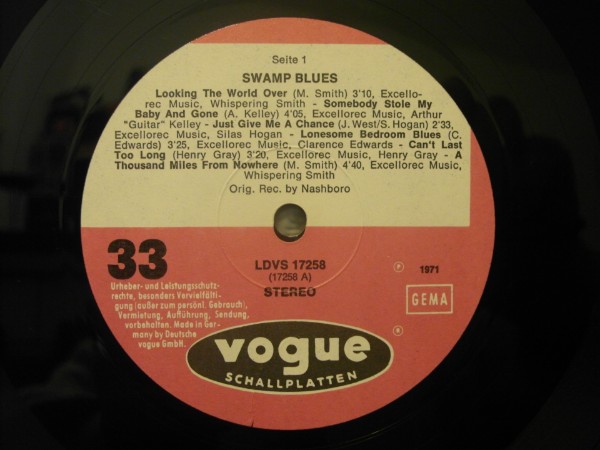 Seite 1
SWAMP BLUES
Looking The World Over (M. Smith) 3'10, Excello-
rec Music, Whispering Smith - Somebody Stole My
Baby And Gone (A. Kelley) 4'05, Excellorec Music, Arthur
"Guitar" Kelley - Just Give Me A Chance (J. West/S. Hogan) 2'33,
Excellorec Music, Silas Hogan - Lonesome Bedroom Blues (C.
Edwards) 3'25, Excellorec Music, Clarence Edwards - Can't Last
Too Long (Henry Gray) 3'20, Excellorec Music, Henry Gray - A
Thousand Miles From Nowhere (M. Smith) 4'40, Excellorec Music,
Whispering Smith
Orig. Rec. by Nashboro
33
LDVS 17258
(17258 A)
STEREO
℗ 1971
GEMA
Urheber- und Leistungsschutz-
rechte, besonders Vervielfälti-
gung (außer zum persönl. Gebrauch),
Vermietung, Aufführung, Sendung,
vorbehalten. Made in Ger-
many by Deutsche
vogue GmbH.
vogue
SCHALLPLATTEN
®